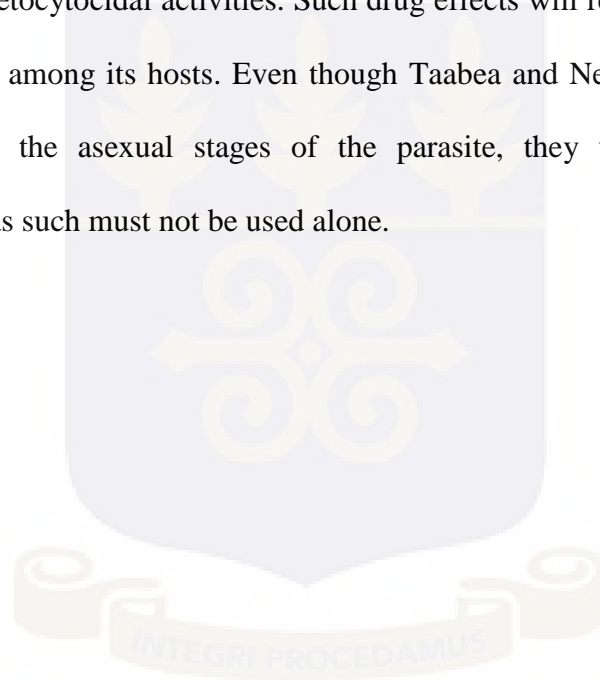 etocytocidal activities. Such drug effects will
among its hosts. Even though Taabea and Ne
the asexual stages of the parasite, they
s such must not be used alone.
INTEGRI PROCEDAMUS